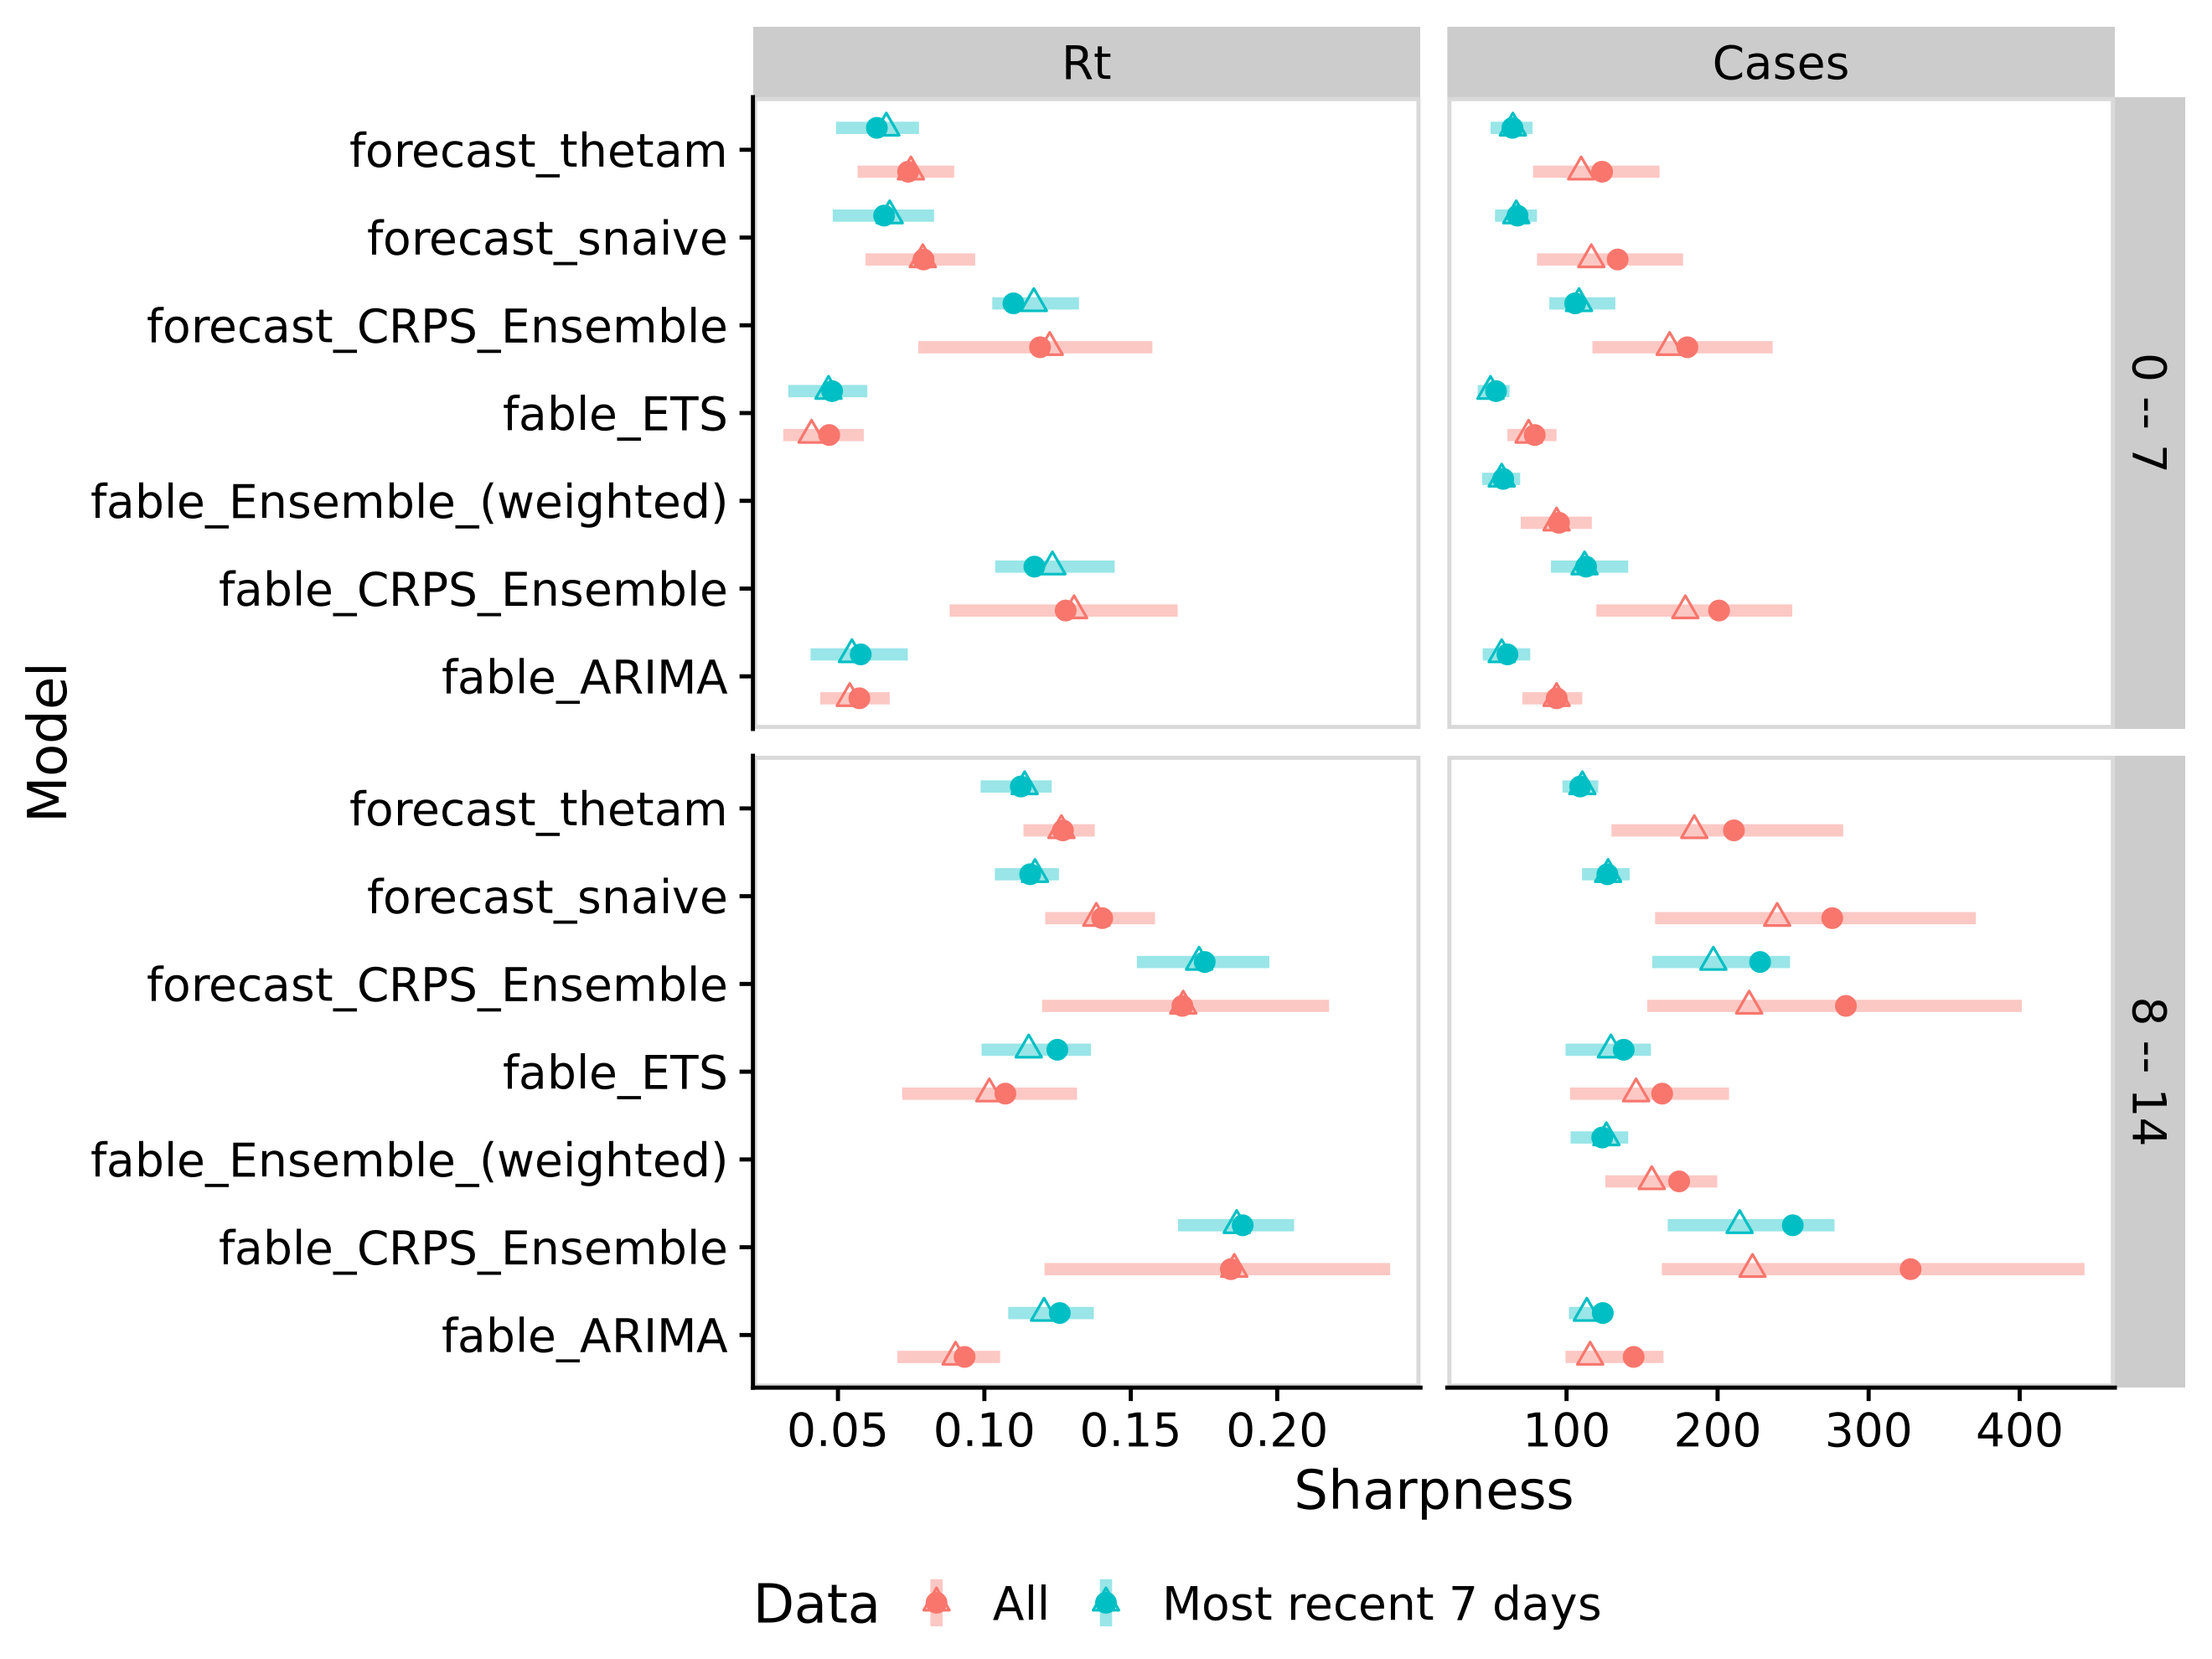 Rt
Cases
forecast_thetam
forecast_snaive
forecast_CRPS_Ensemble
fable_ETS
fable_Ensemble_(weighted)
fable_CRPS_Ensemble
fable_ARIMA
0 -- 7
Model
forecast_thetam
forecast_snaive
forecast_CRPS_Ensemble
fable_ETS
fable_Ensemble_(weighted)
fable_CRPS_Ensemble
fable_ARIMA
8 -- 14
0.05 0.10 0.15 0.20
100 200 300 400
Sharpness
Data All Most recent 7 days